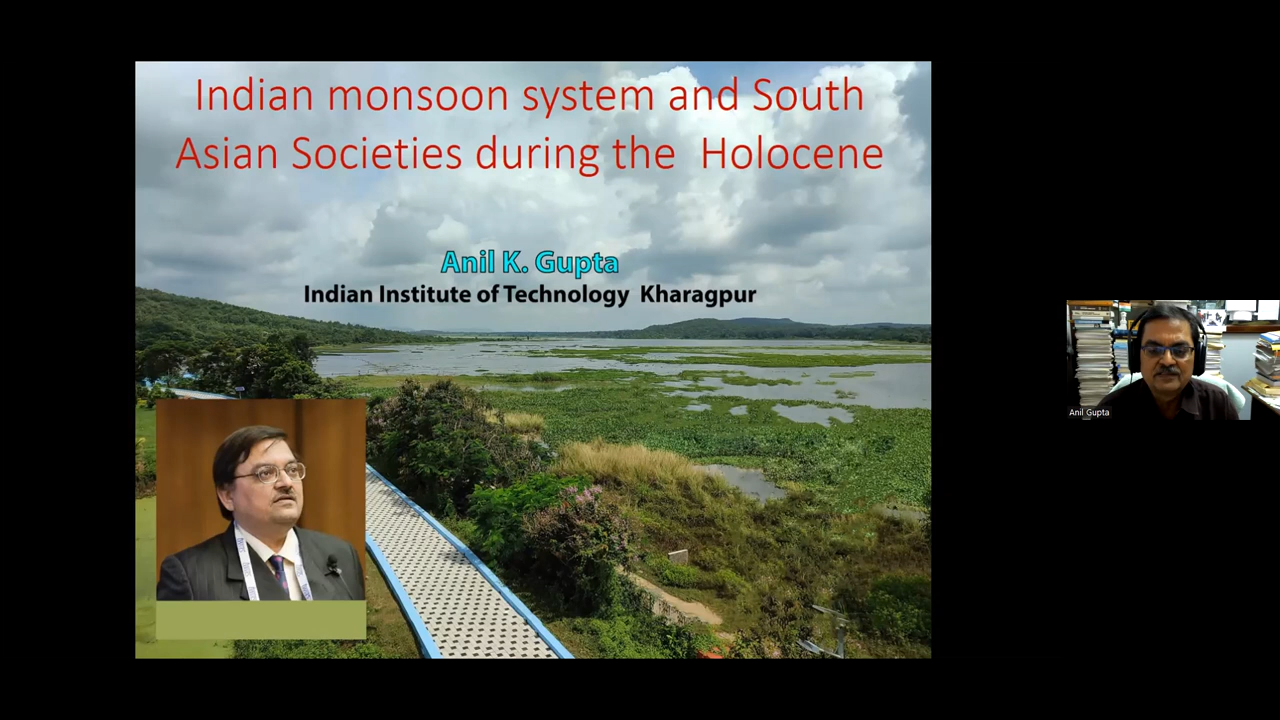 Indian monsoon system and South
Asian Societies during the Holocene
Anil K. Gupta
Indian Institute of Technology Kharagpur
Anil Gupta